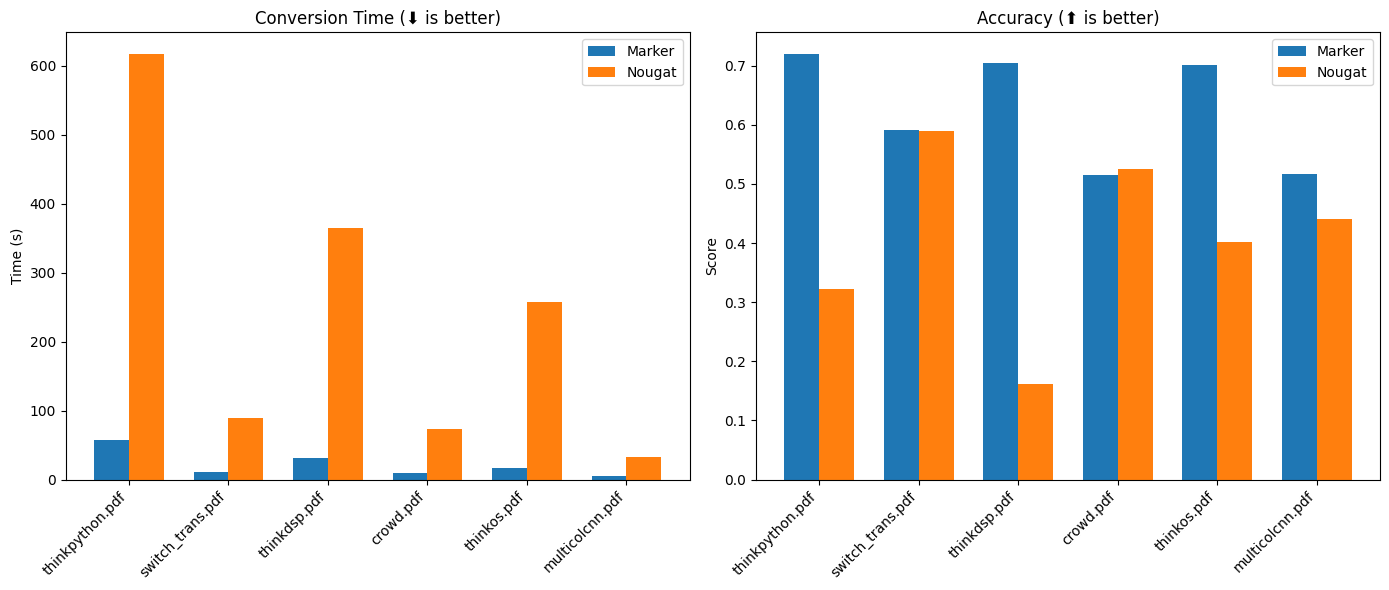 Conversion Time (⬇ is better)
Marker
Nougat
Time (s)
600
500
400
300
200
100
0
thinkpython.pdf
switch_trans.pdf
thinkdsp.pdf
crowd.pdf
thinkos.pdf
multicolcnn.pdf
Accuracy (⬆ is better)
Marker
Nougat
Score
0.7
0.6
0.5
0.4
0.3
0.2
0.1
0.0
thinkpython.pdf
switch_trans.pdf
thinkdsp.pdf
crowd.pdf
thinkos.pdf
multicolcnn.pdf